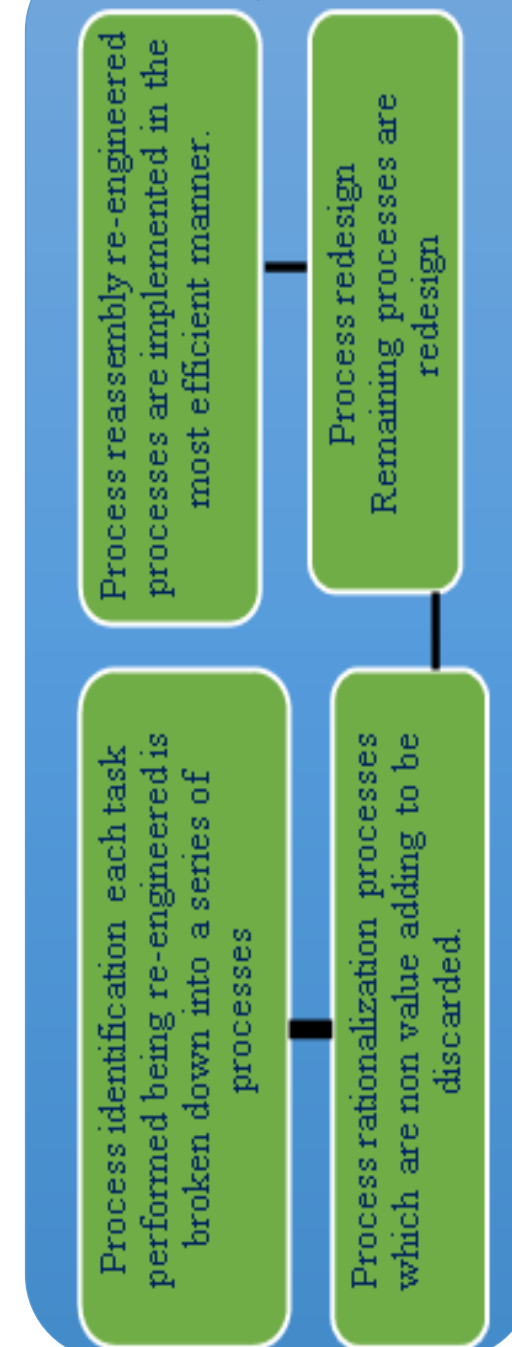 Process identification each task
performed being re-engineered is
broken down into a series of
processes
Process rationalization processes
which are non value adding to be
discarded.
Process redesign
Remaining processes are
redesign
Process reassembly re-engineered
processes are implemented in the
most efficient manner.